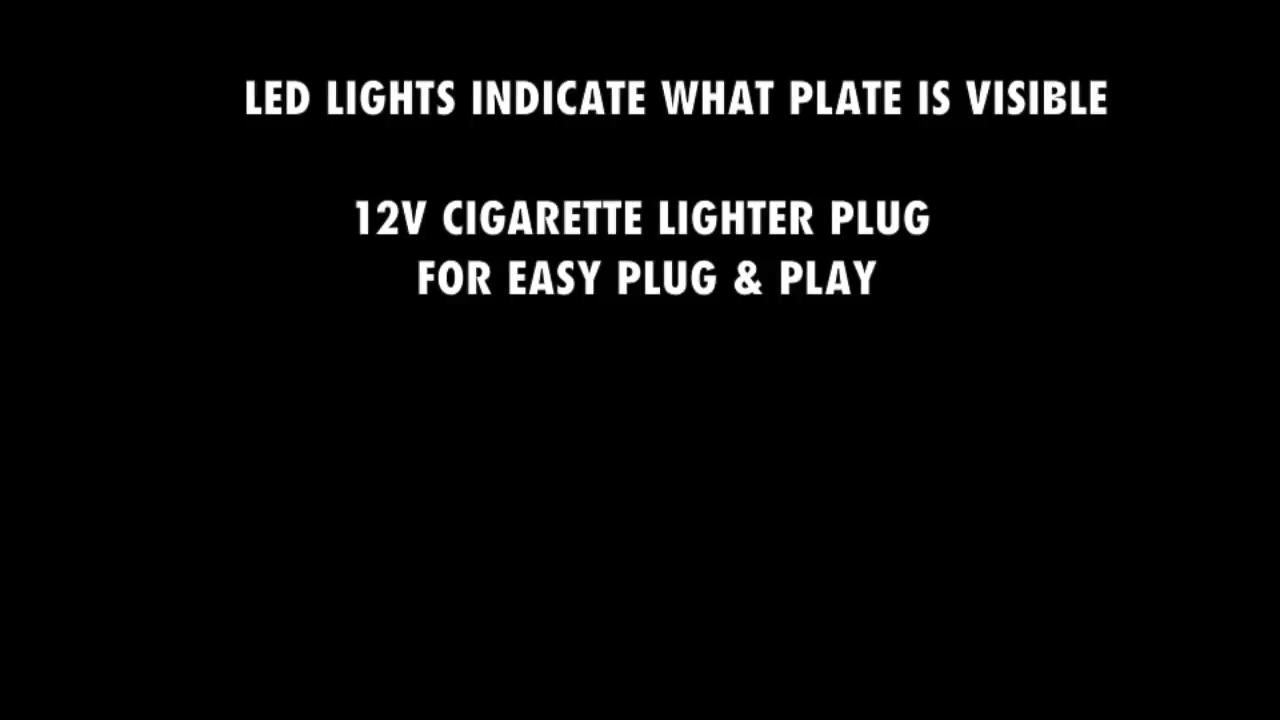 LED LIGHTS INDICATE WHAT PLATE IS VISIBLE
12V CIGARETTE LIGHTER PLUG
FOR EASY PLUG & PLAY